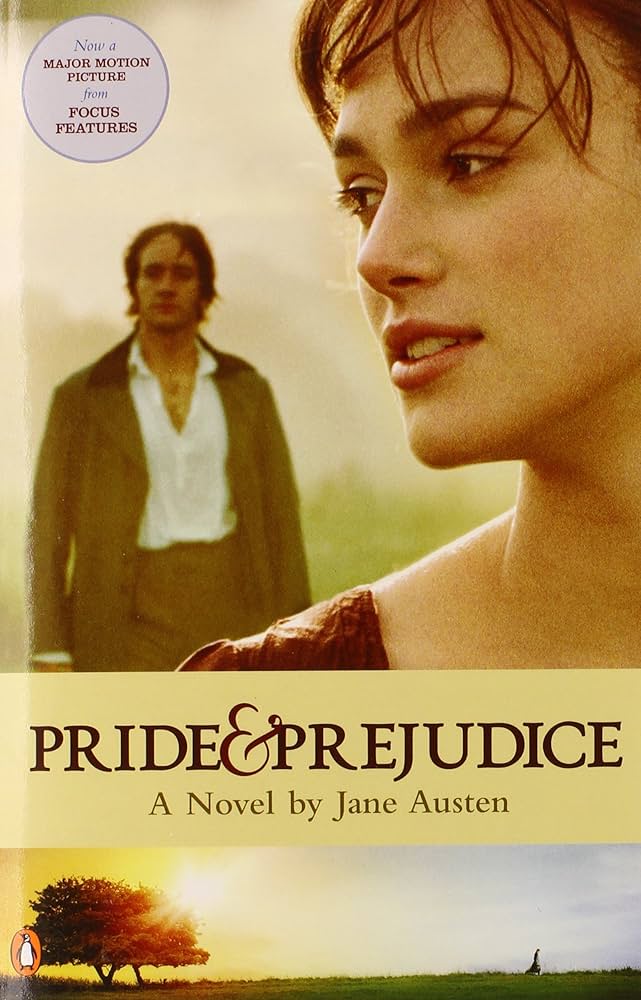 Now a
MAJOR MOTION
PICTURE
from
FOCUS
FEATURES
PRIDE&PREJUDICE
A Novel by Jane Austen